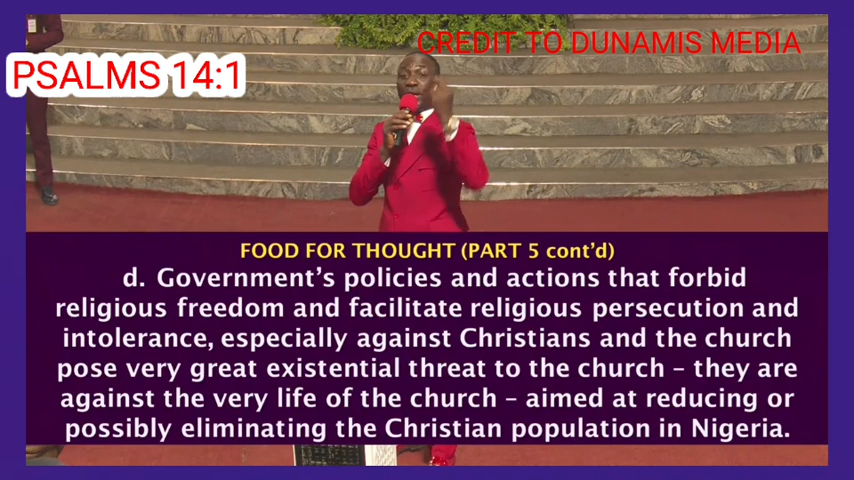 CREDIT TO DUNAMIS MEDIA
PSALMS 14:1
FOOD FOR THOUGHT (PART 5 cont'd)
d. Government's policies and actions that forbid
religious freedom and facilitate religious persecution and
intolerance, especially against Christians and the church
pose very great existential threat to the church – they are
against the very life of the church – aimed at reducing or
possibly eliminating the Christian population in Nigeria.